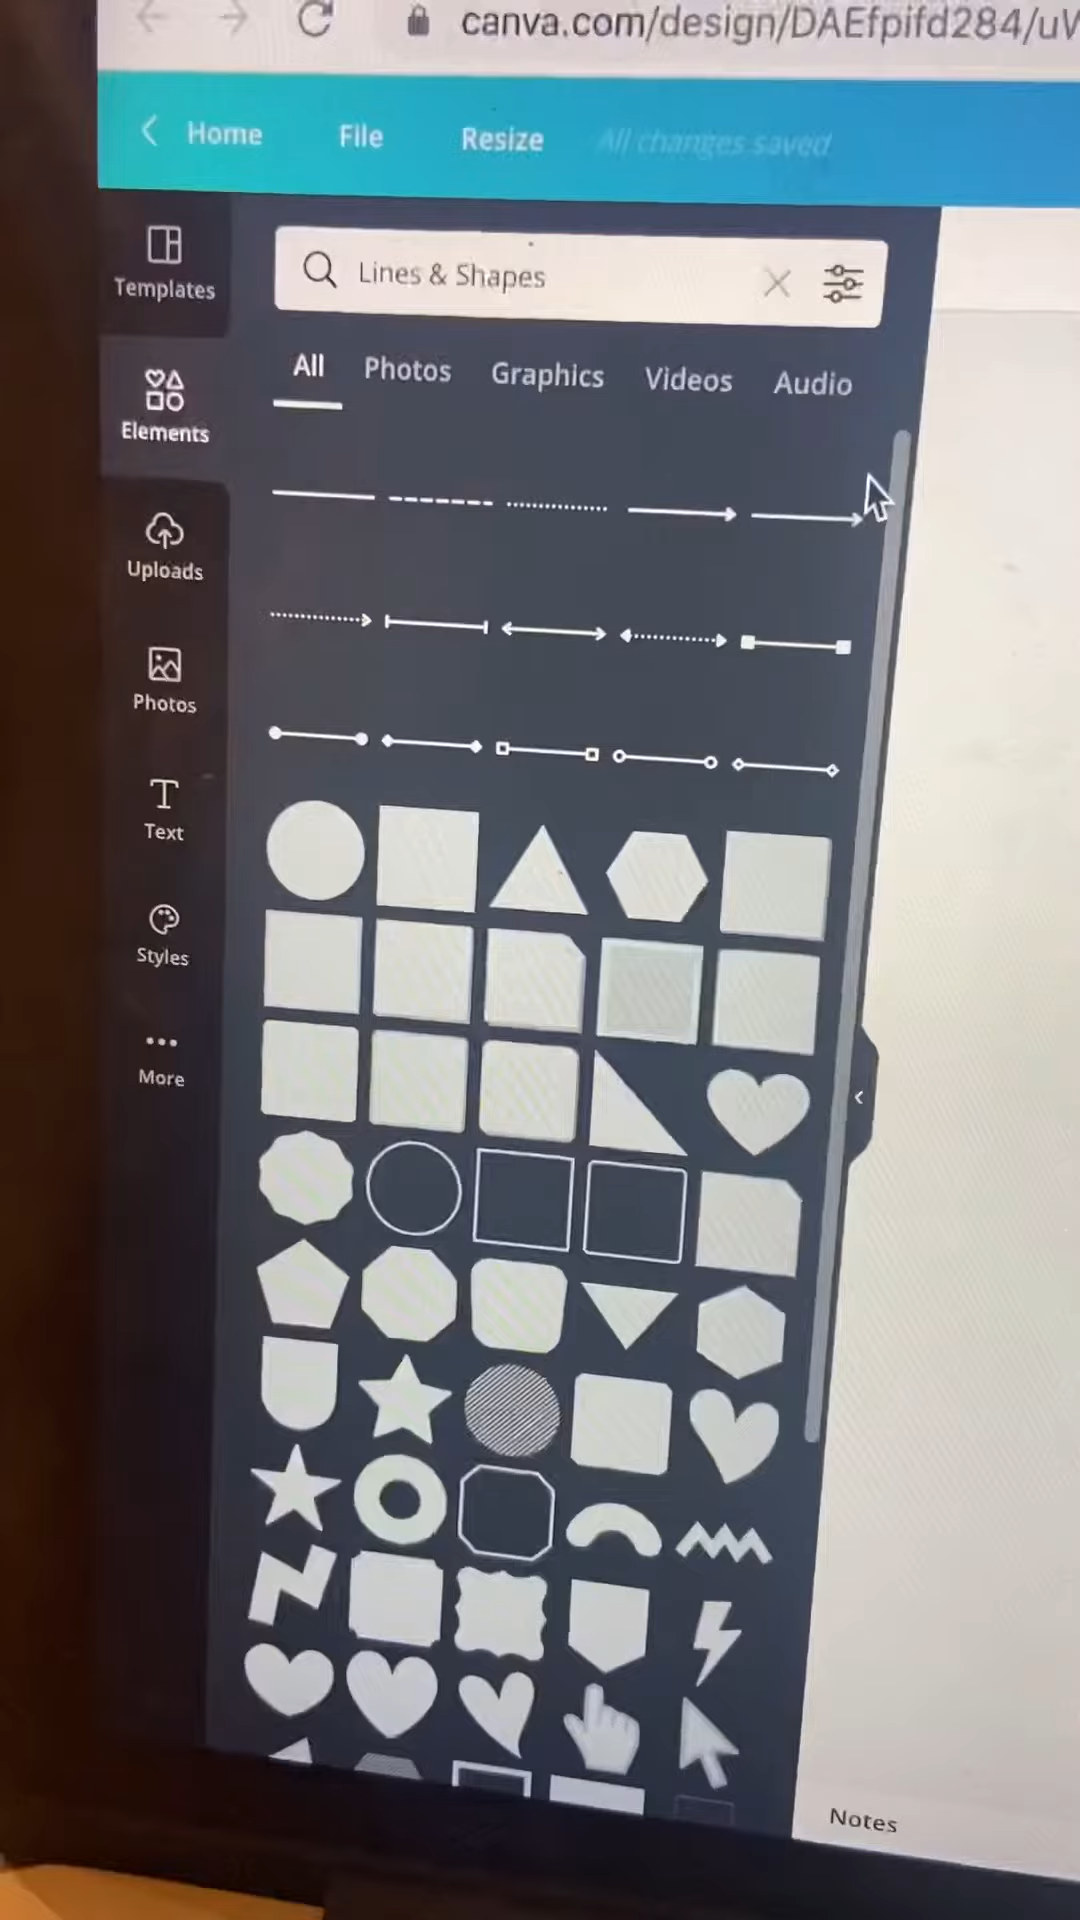 canva.com/design/DAEfpifd284/uV
Home File Resize All changes saved
Templates
Lines & Shapes
All Photos Graphics Videos Audio
Elements
Uploads
Photos
Text
Styles
More
Notes